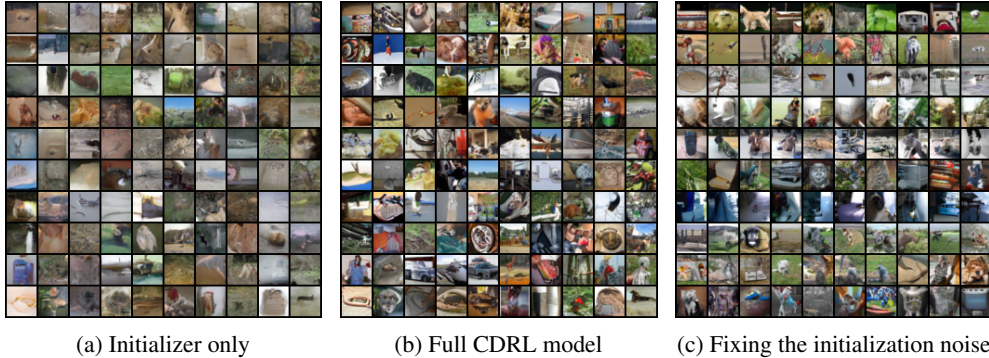 (a) Initializer only
(b) Full CDRL model
(c) Fixing the initialization noise